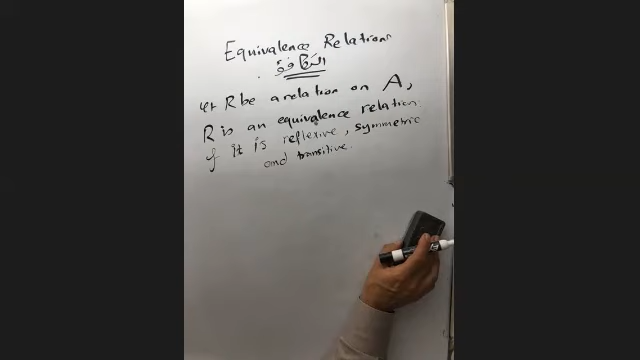 Equivalence Relations
التكافؤ
let R be a relation on A,
R is an equivalence relation
if it is reflexive, symmetric
and transitive.